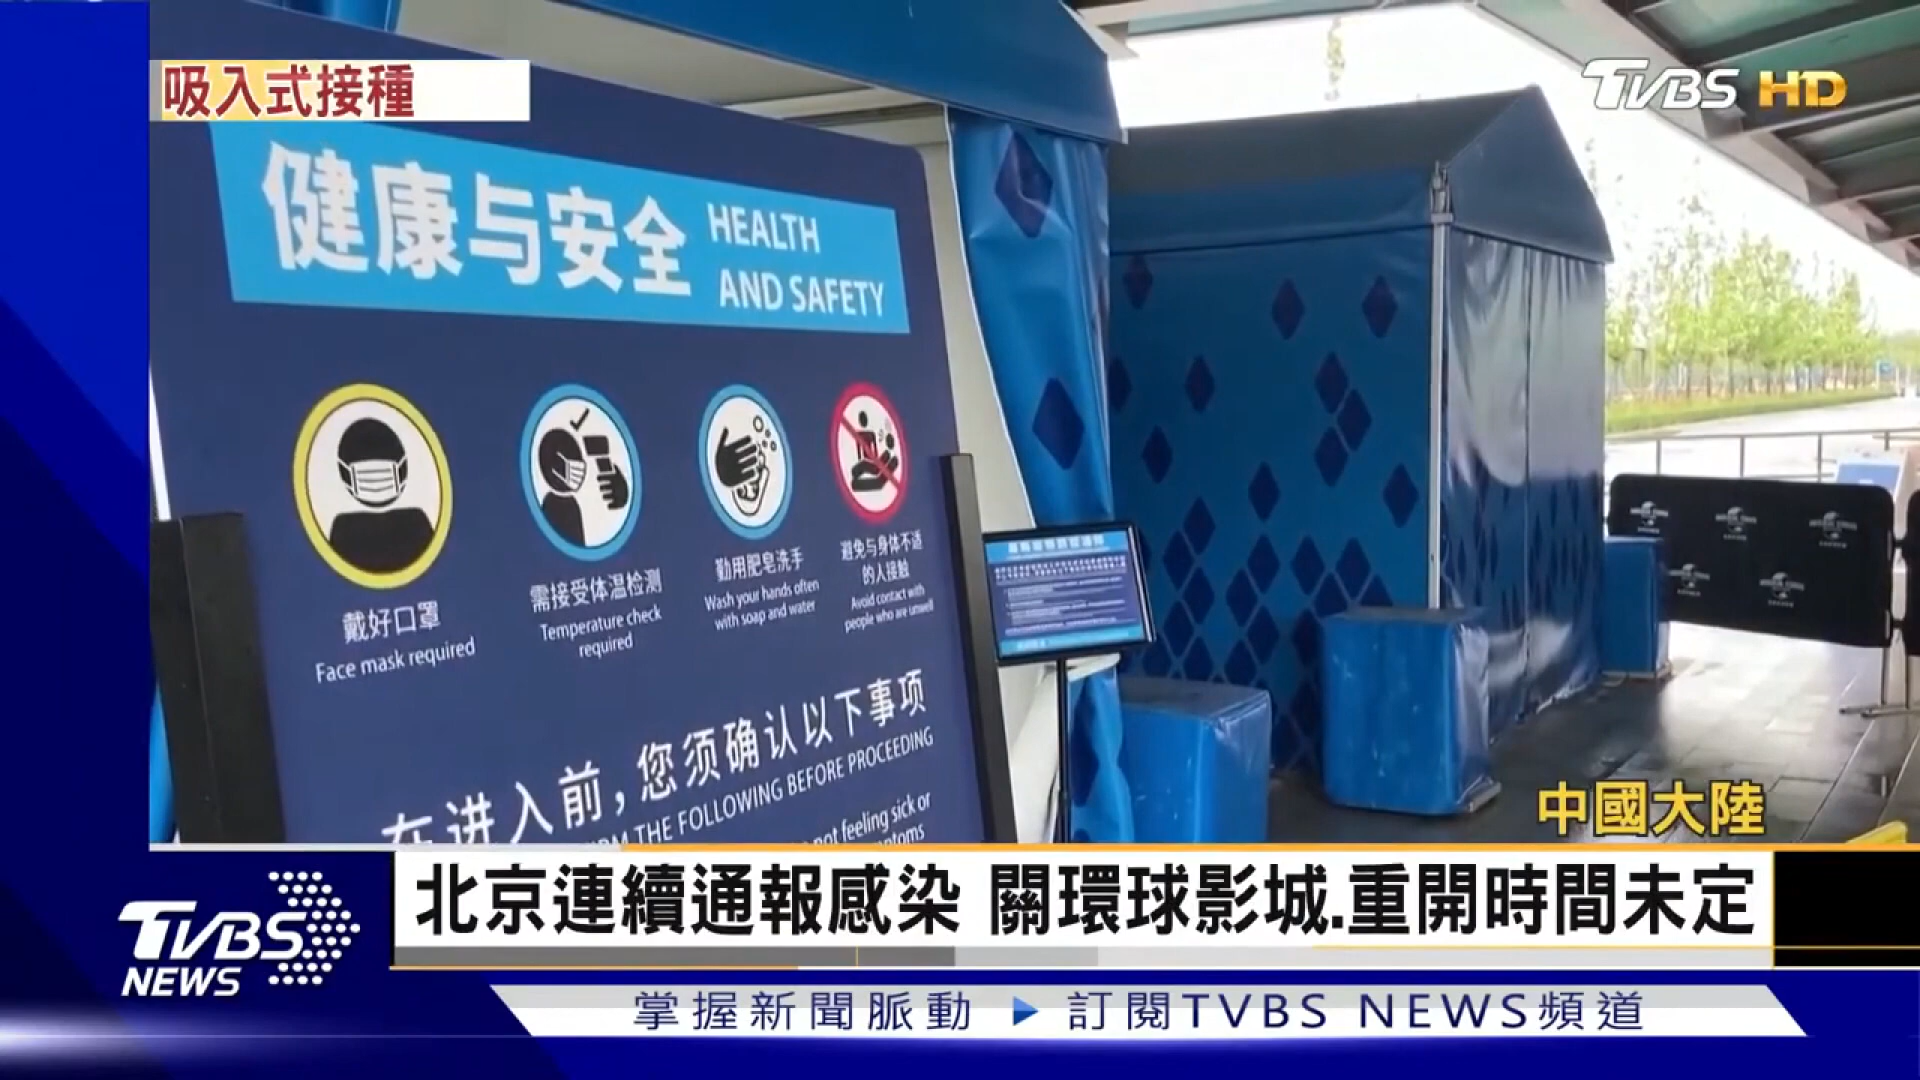 吸入式接種
TVBS HD
健康与安全
HEALTH
AND SAFETY
戴好口罩
Face mask required
需接受体温检测
Temperature check
required
勤用肥皂洗手
Wash your hands often
with soap and water
避免与身体不适
的人接触
Avoid contact with
people who are unwell
在进入前，您须确认以下事项
THE FOLLOWING BEFORE PROCEEDING
not feeling sick or
中國大陸
北京連續通報感染 關環球影城.重開時間未定
TVBS
NEWS
掌握新聞脈動 ▶ 訂閱TVBS NEWS頻道